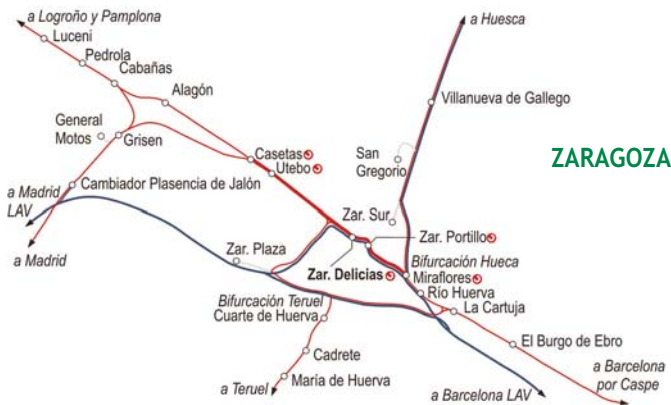 a Logroño y Pamplona
Luceni
Pedrola
Cabañas
Alagón
General
Motos
Grisen
Casetas
Utebo
a Madrid
LAV
Cambiador Plasencia de Jalón
a Madrid
a Huesca
Villanueva de Gallego
San
Gregorio
ZARAGOZA
Zar. Sur
Zar. Plaza
Zar. Portillo
Zar. Delicias
Bifurcación Hueca
Miraflores
Río Huerva
Bifurcación Teruel
Cuarte de Huerva
La Cartuja
El Burgo de Ebro
Cadrete
María de Huerva
a Teruel
a Barcelona LAV
a Barcelona
por Caspe